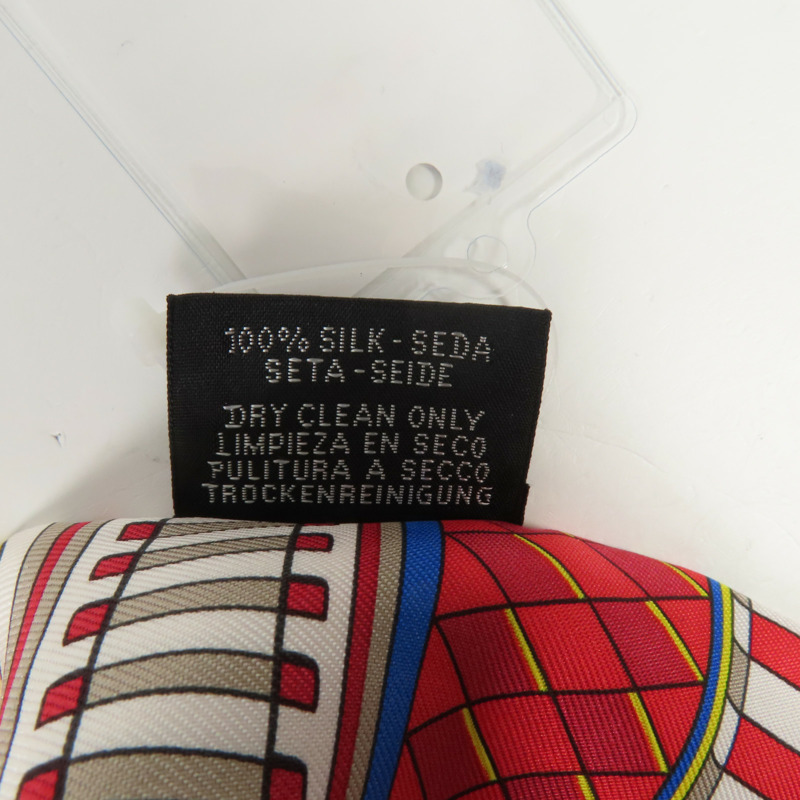 100% SILK - SEDA
SETA - SEIDE
DRY CLEAN ONLY
LIMPIEZA EN SECO
PULITURA A SECCO
TROCKENREINIGUNG